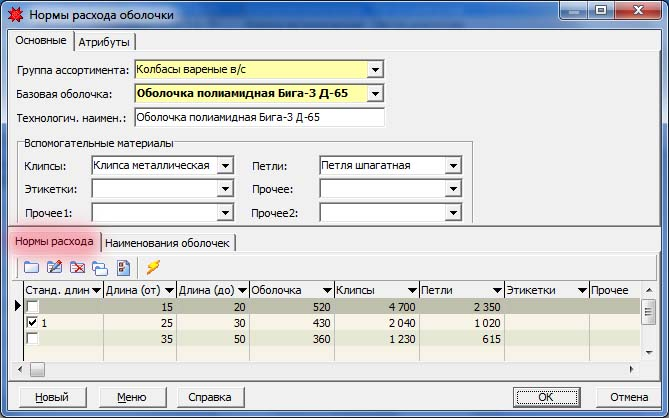 Нормы расхода оболочки
Основные Атрибуты
Группа ассортимента: Колбасы вареные в/с
Базовая оболочка: Оболочка полиамидная Бига-3 Д-65
Технологич. наимен.: Оболочка полиамидная Бига-3 Д-65
Вспомогательные материалы
Клипсы: Клипса металлическая Петли: Петля шпагатная
Этикетки: Прочее:
Прочее1: Прочее2:
Нормы расхода Наименования оболочек
Станд. длин Длина (от) Длина (до) Оболочка Клипсы Петли Этикетки Прочее
15 20 520 4 700 2 350
1 25 30 430 2 040 1 020
35 50 360 1 230 615
Новый Меню Справка OK Отмена